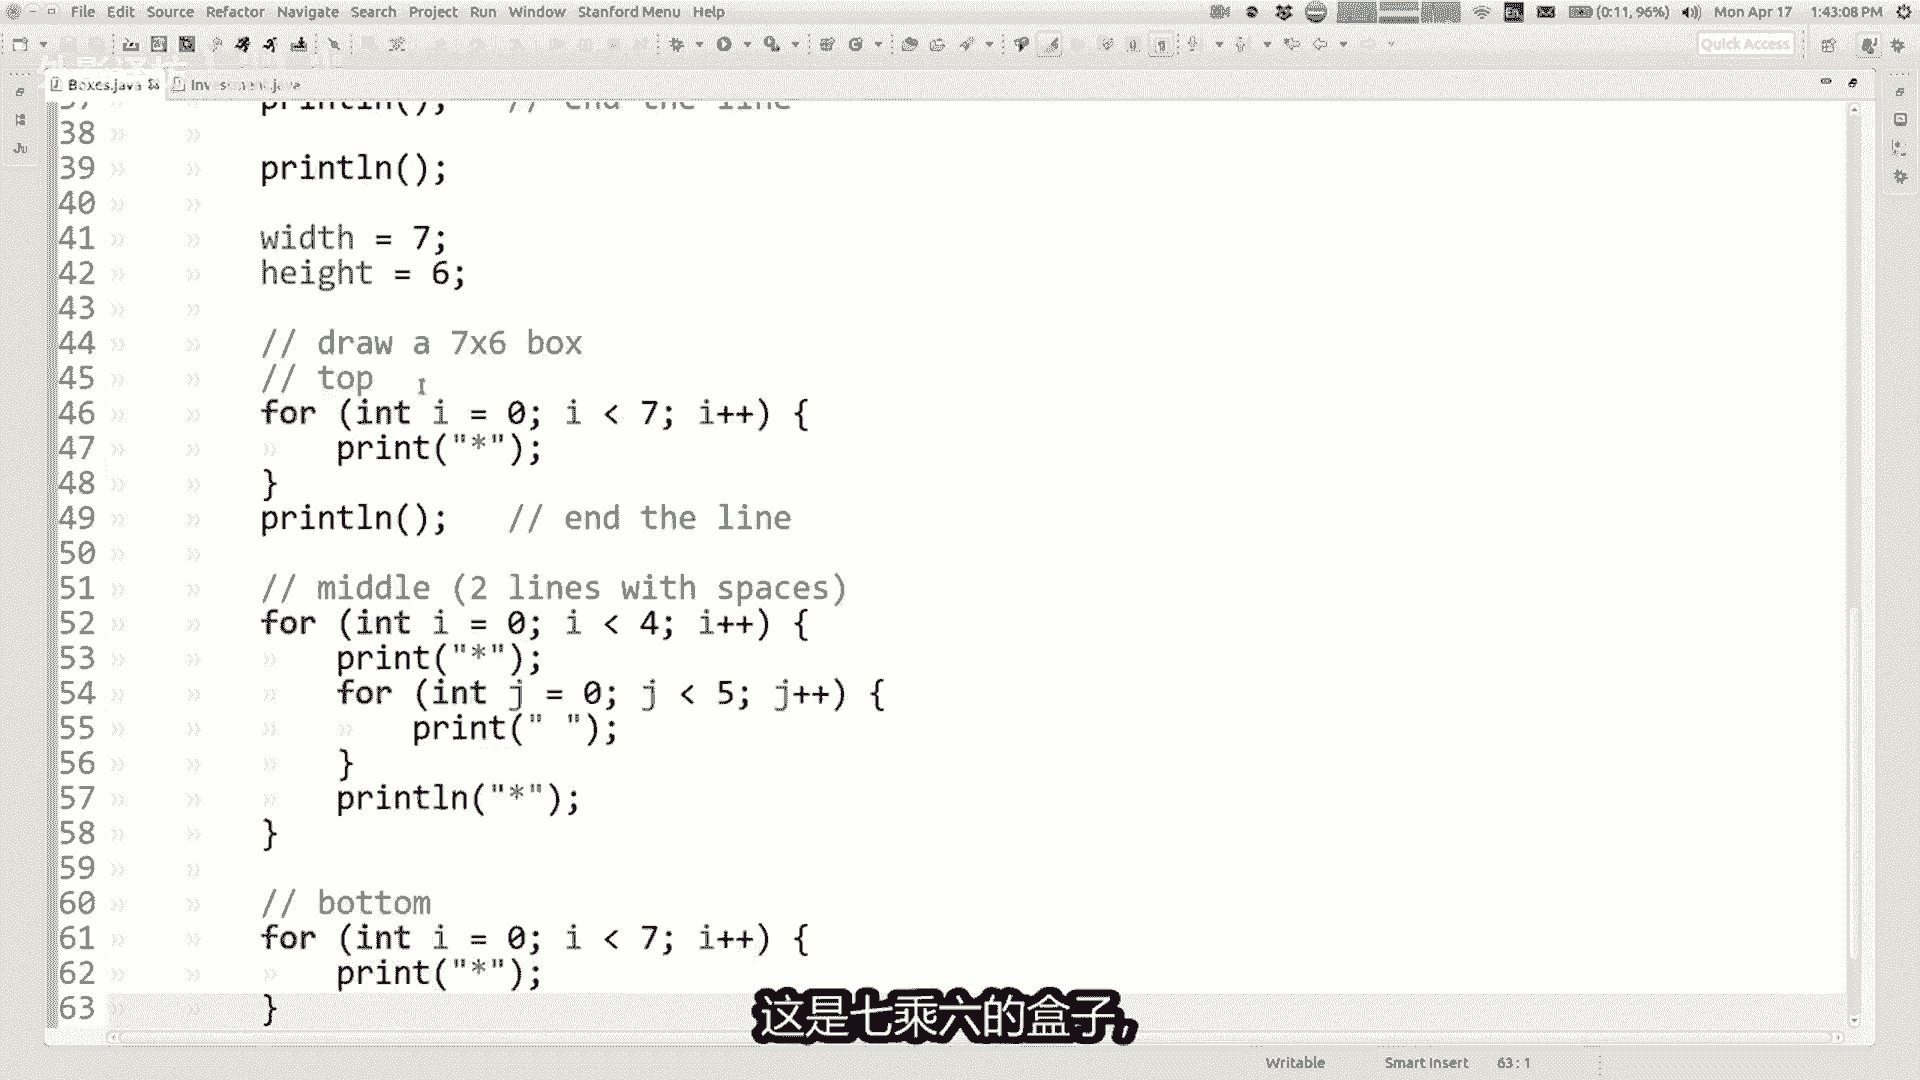 File Edit Source Refactor Navigate Search Project Run Window Stanford Menu Help
(0:11, 96%) Mon Apr 17 1:43:08 PM
Quick Access
Boxes.java Investment.java
37 println(); // end the line
38
39 println();
40
41 width = 7;
42 height = 6;
43
44 // draw a 7x6 box
45 // top
46 for (int i = 0; i < 7; i++) {
47 print("*");
48 }
49 println(); // end the line
50
51 // middle (2 lines with spaces)
52 for (int i = 0; i < 4; i++) {
53 print("*");
54 for (int j = 0; j < 5; j++) {
55 print(" ");
56 }
57 println("*");
58 }
59
60 // bottom
61 for (int i = 0; i < 7; i++) {
62 print("*");
63 }
这是七乘六的盒子,
Writable Smart Insert 63 : 1